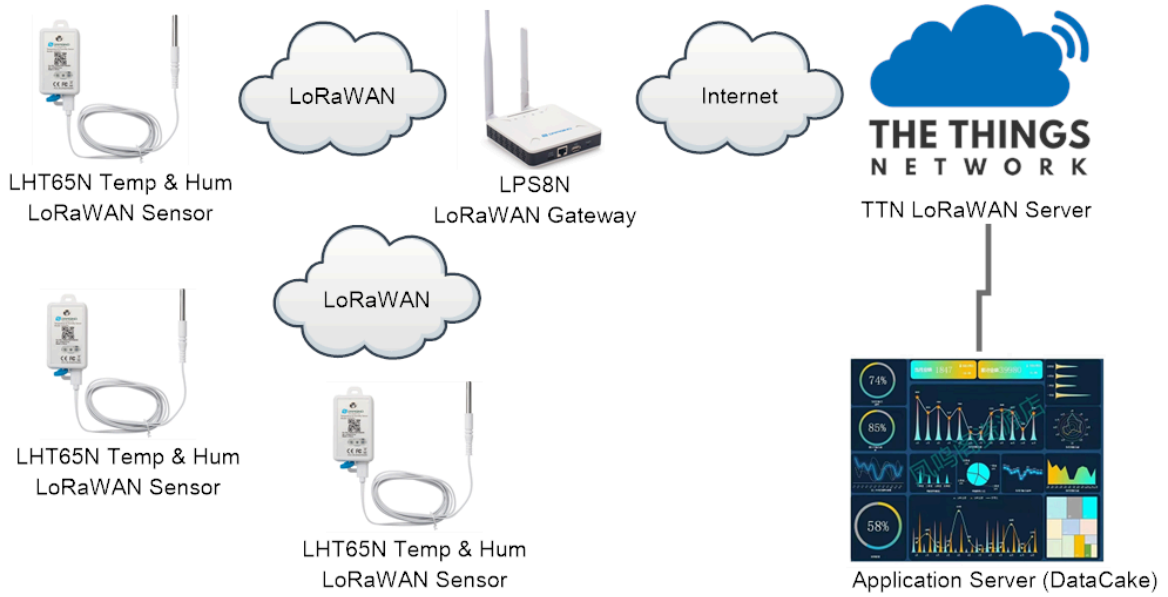 LoRaWAN
Internet
THE THINGS
NETWORK
LHT65N Temp & Hum
LoRaWAN Sensor
LPS8N
LoRaWAN Gateway
TTN LoRaWAN Server
LoRaWAN
LHT65N Temp & Hum
LoRaWAN Sensor
74%
85%
58%
LHT65N Temp & Hum
LoRaWAN Sensor
Application Server (DataCake)